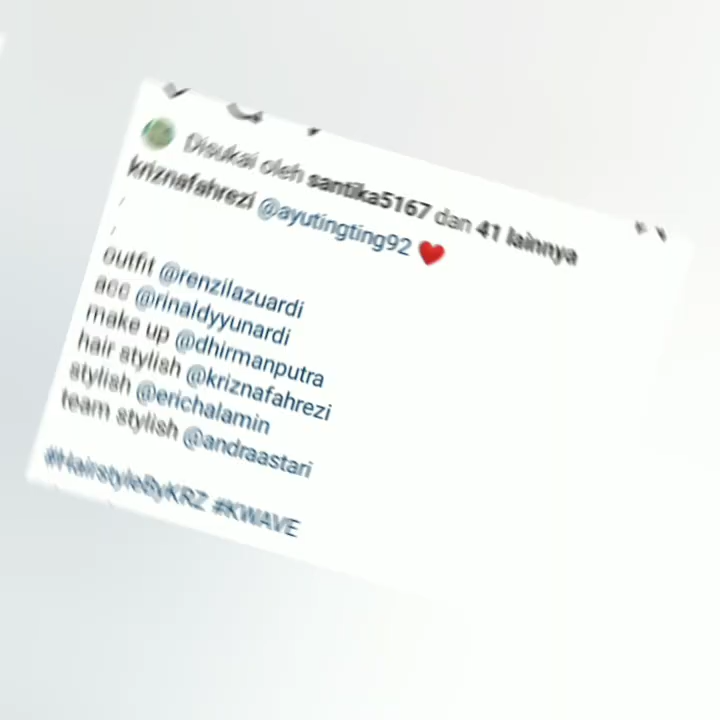 Disukai oleh santika5167 dan 41 lainnya
kriznafahrezi @ayutingting92 ❤️
outfit @renzilazuardi
acc @rinaldyyunardi
make up @dhirmanputra
hair stylish @kriznafahrezi
stylish @erichalamin
team stylish @andraastari
#HairstyleByKRZ #KWAVE